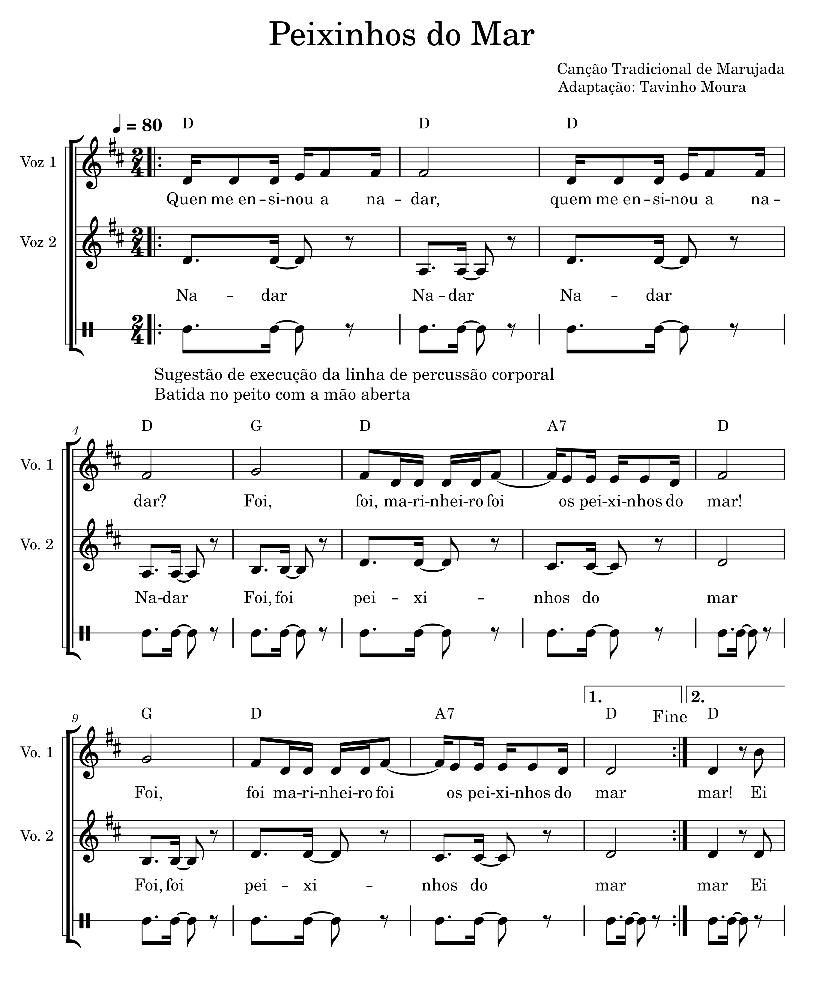 Peixinhos do Mar
Canção Tradicional de Marujada
Adaptação: Tavinho Moura
♩ = 80 D D D
Voz 1
Quen me en - si - nou a na - dar, quem me en - si - nou a na -
Voz 2
Na - dar Na - dar Na - dar
Sugestão de execução da linha de percussão corporal
Batida no peito com a mão aberta
4 D G D A7 D
Vo. 1
dar? Foi, foi, ma - ri - nhei - ro foi os pei - xi - nhos do mar!
Vo. 2
Na - dar Foi, foi pei - xi - nhos do mar
1. 2.
9 G D A7 D Fine D
Vo. 1
Foi, foi ma - ri - nhei - ro foi os pei - xi - nhos do mar mar! Ei
Vo. 2
Foi, foi pei - xi - nhos do mar mar Ei